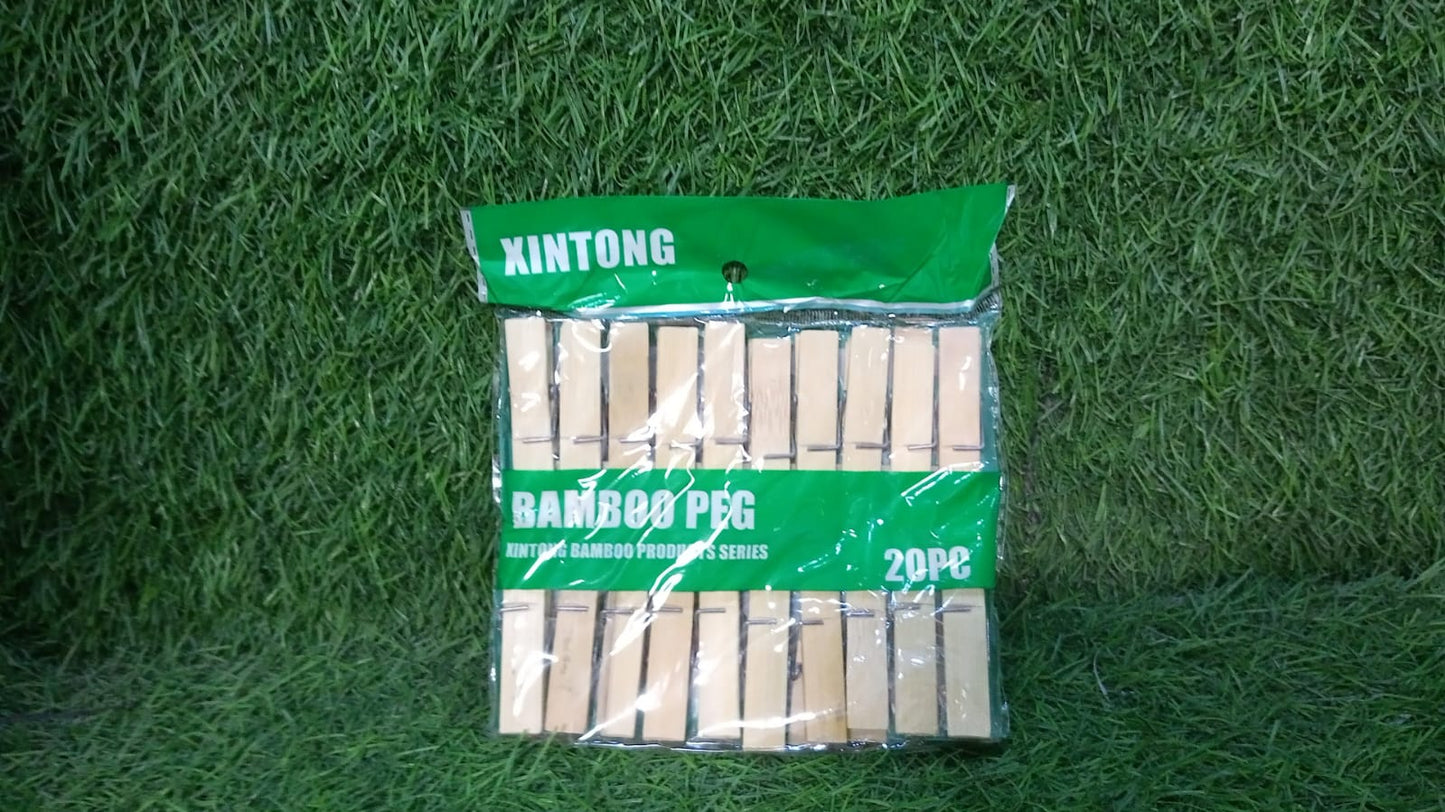 XINTONG
BAMBOO PEG
XINTONG BAMBOO PRODUCTS SERIES
20PC